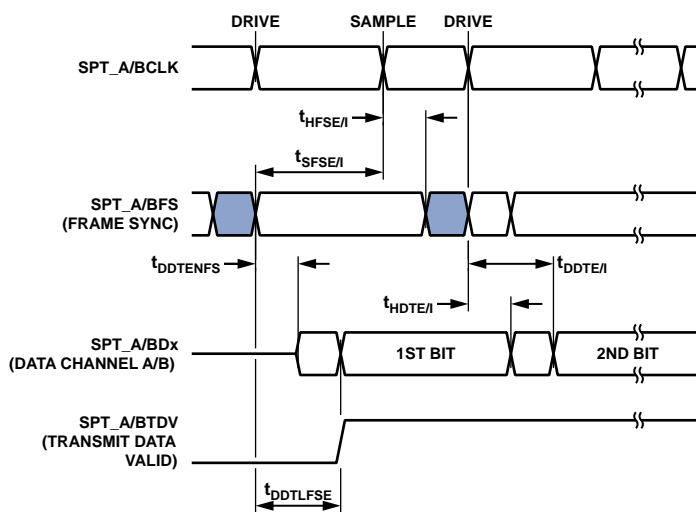 DRIVE SAMPLE DRIVE
SPT_A/BCLK
tHFSE/I
tSFSE/I
SPT_A/BFS
(FRAME SYNC)
tDDTENFS
tDDTE/I
tHDTE/I
SPT_A/BDx
(DATA CHANNEL A/B)
1ST BIT
2ND BIT
SPT_A/BTDV
(TRANSMIT DATA
VALID)
tDDTLFSE